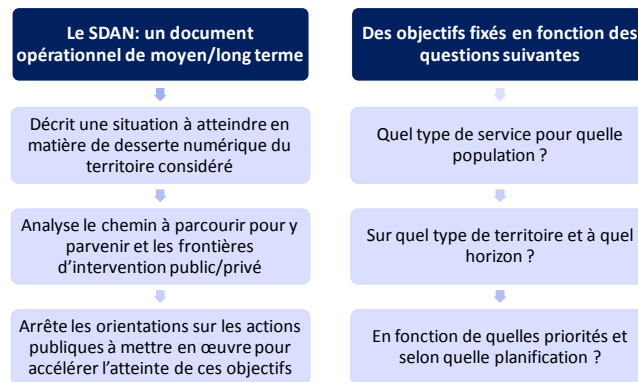 Le SDAN: un document
opérationnel de moyen/long terme
Décrit une situation à atteindre en
matière de desserte numérique du
territoire considéré
Analyse le chemin à parcourir pour y
parvenir et les frontières
d’intervention public/privé
Arrête les orientations sur les actions
publiques à mettre en œuvre pour
accélérer l’atteinte de ces objectifs
Des objectifs fixés en fonction des
questions suivantes
Quel type de service pour quelle
population ?
Sur quel type de territoire et à quel
horizon ?
En fonction de quelles priorités et
selon quelle planification ?